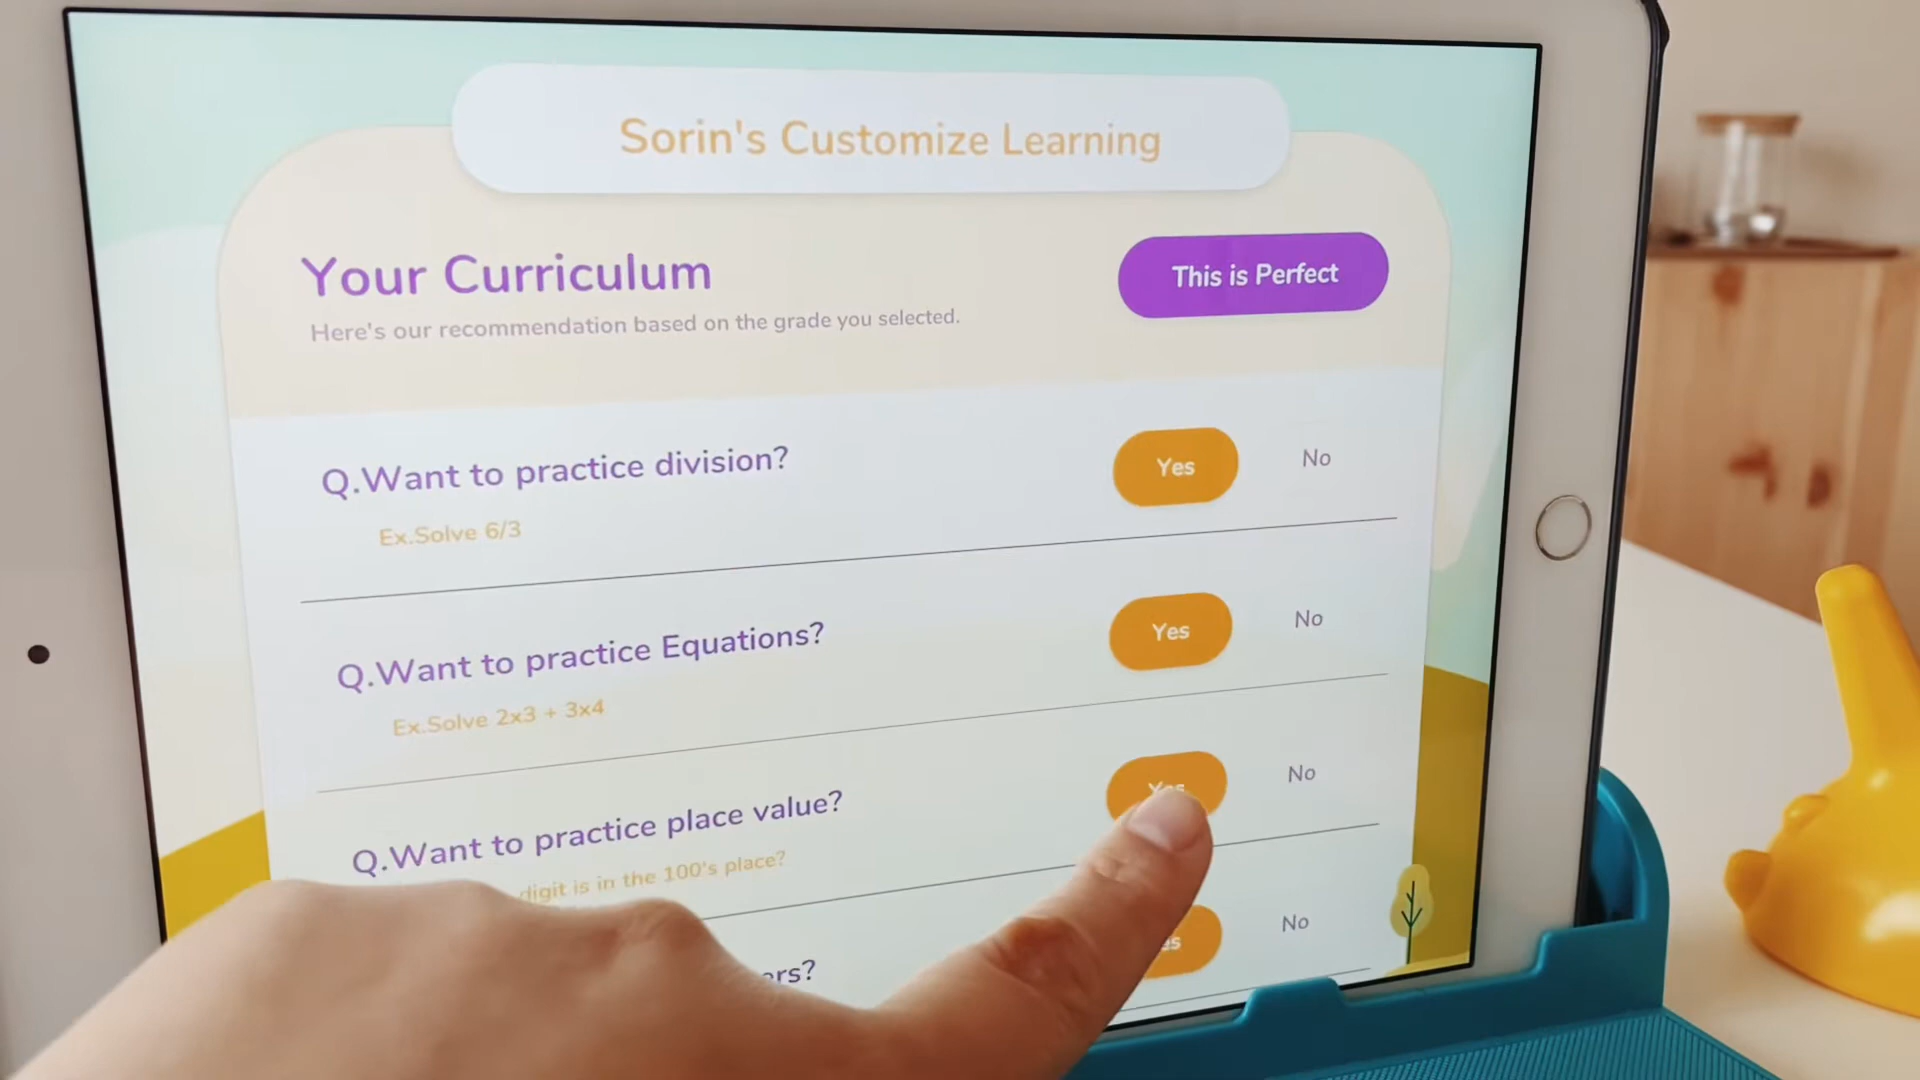 Sorin's Customize Learning
Your Curriculum
Here's our recommendation based on the grade you selected.
This is Perfect
Q.Want to practice division?
Yes
No
Ex.Solve 6/3
Q.Want to practice Equations?
Yes
No
Ex.Solve 2x3 + 3x4
Q.Want to practice place value?
Yes
No
digit is in the 100's place?
No